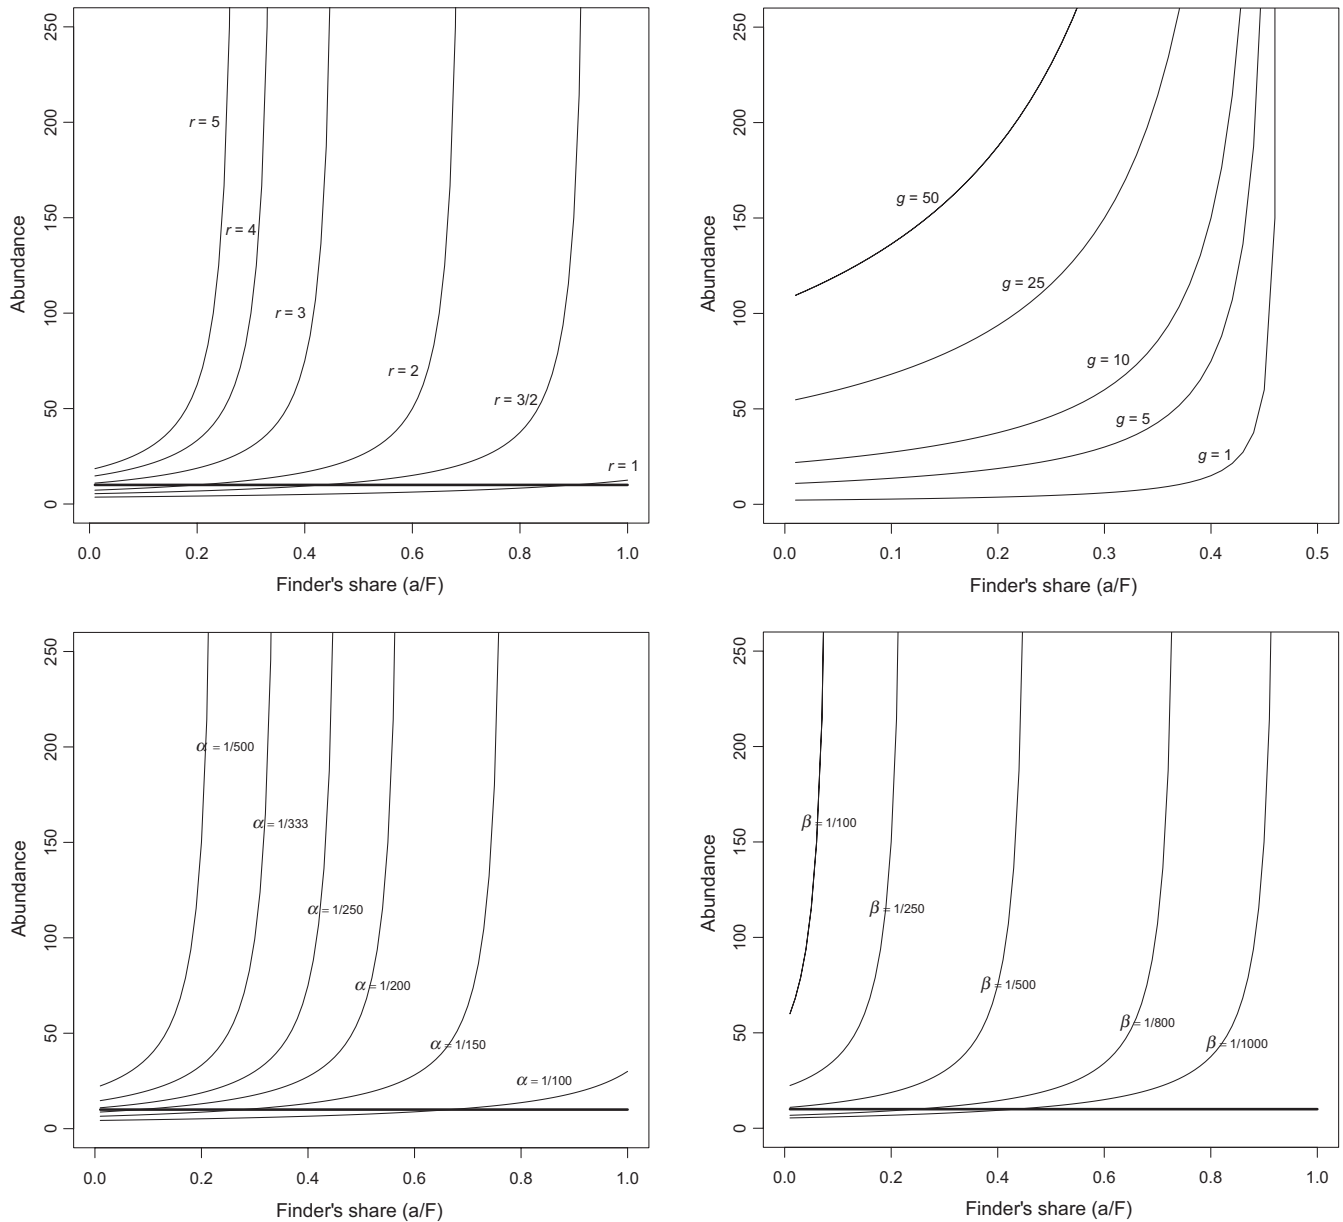 250
200
150
100
50
0
Abundance
r = 5
r = 4
r = 3
r = 2
r = 3/2
r = 1
0.0 0.2 0.4 0.6 0.8 1.0
Finder's share (a/F)
250
200
150
100
50
0
Abundance
g = 50
g = 25
g = 10
g = 5
g = 1
0.0 0.1 0.2 0.3 0.4 0.5
Finder's share (a/F)
250
200
150
100
50
0
Abundance
α = 1/500
α = 1/333
α = 1/250
α = 1/200
α = 1/150
α = 1/100
0.0 0.2 0.4 0.6 0.8 1.0
Finder's share (a/F)
250
200
150
100
50
0
Abundance
β = 1/100
β = 1/250
β = 1/500
β = 1/800
β = 1/1000
0.0 0.2 0.4 0.6 0.8 1.0
Finder's share (a/F)